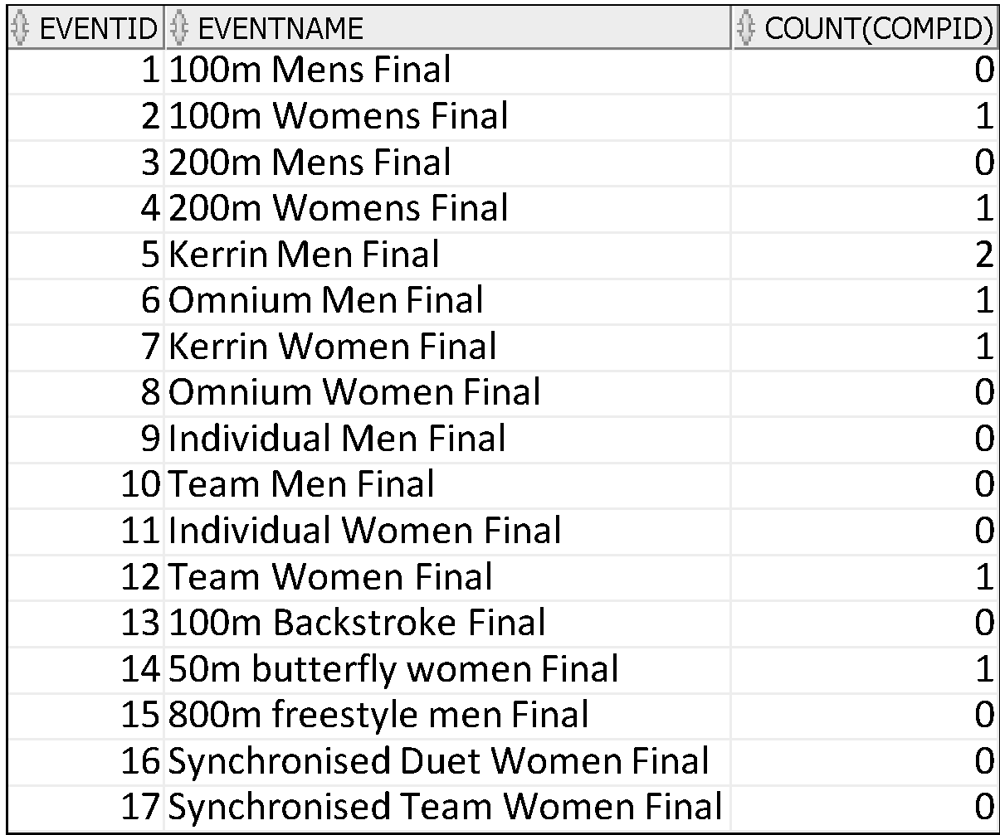 EVENTID EVENTNAME COUNT(COMPID)
1 100m Mens Final 0
2 100m Womens Final 1
3 200m Mens Final 0
4 200m Womens Final 1
5 Kerrin Men Final 2
6 Omnium Men Final 1
7 Kerrin Women Final 1
8 Omnium Women Final 0
9 Individual Men Final 0
10 Team Men Final 0
11 Individual Women Final 0
12 Team Women Final 1
13 100m Backstroke Final 0
14 50m butterfly women Final 1
15 800m freestyle men Final 0
16 Synchronised Duet Women Final 0
17 Synchronised Team Women Final 0